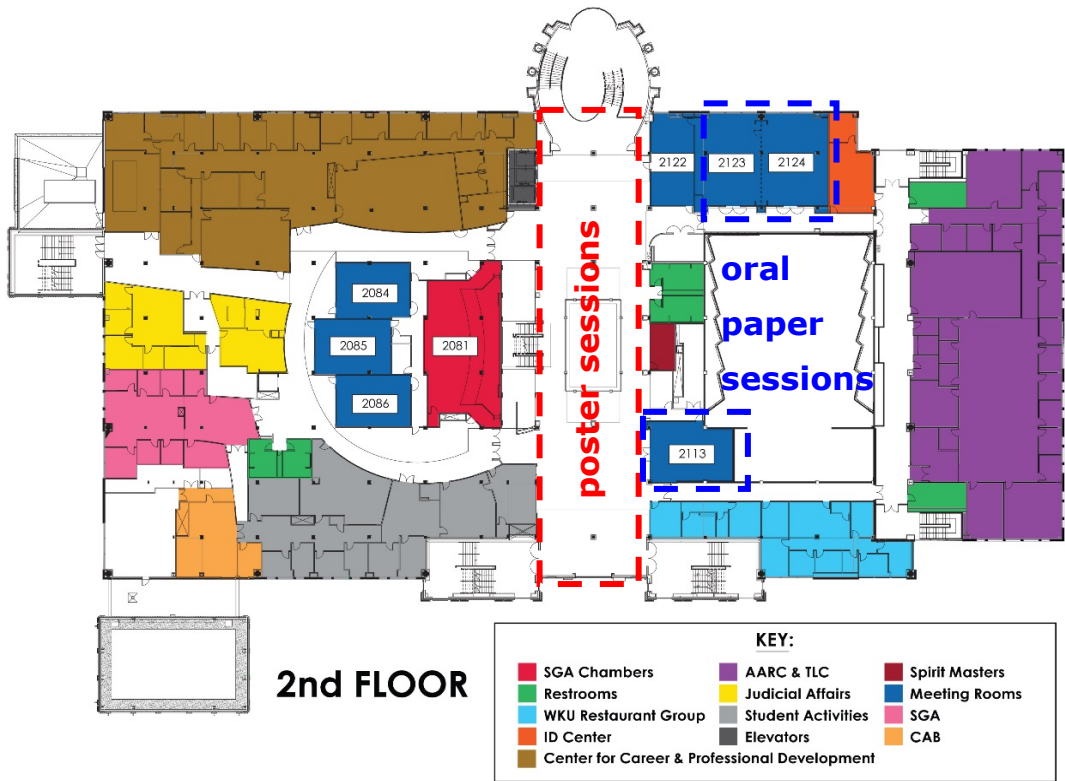 2122
2123
2124
poster sessions
oral
paper
sessions
2084
2085
2081
2086
2113
2nd FLOOR
KEY:
SGA Chambers
Restrooms
WKU Restaurant Group
ID Center
Center for Career & Professional Development
AARC & TLC
Judicial Affairs
Student Activities
Elevators
Spirit Masters
Meeting Rooms
SGA
CAB